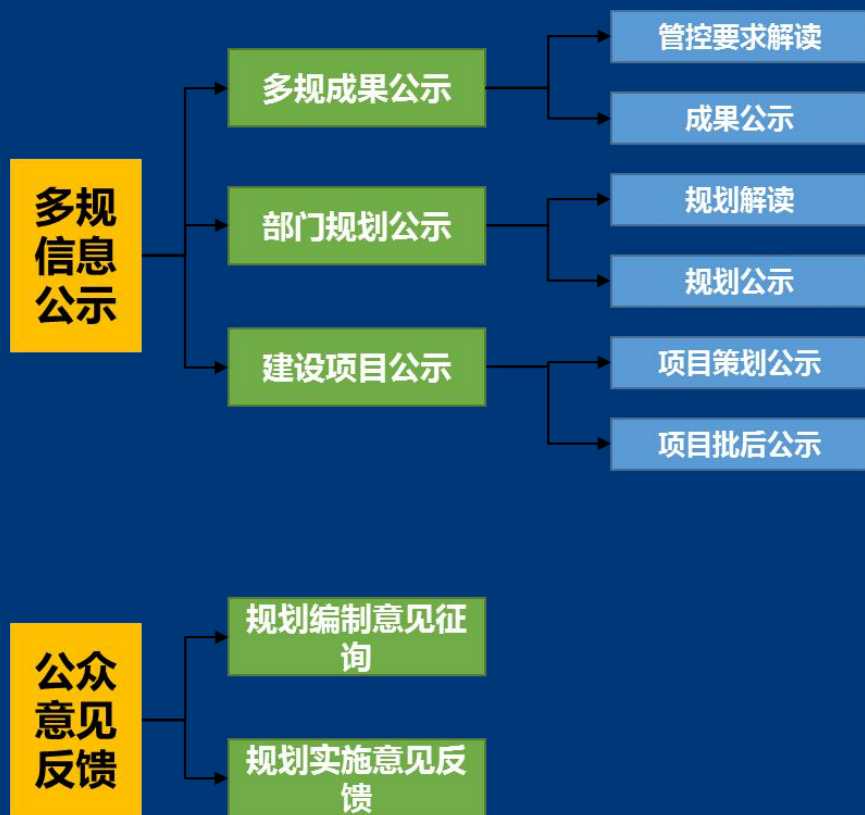 多规
信息
公示
多规成果公示
管控要求解读
成果公示
部门规划公示
规划解读
规划公示
建设项目公示
项目策划公示
项目批后公示
公众
意见
反馈
规划编制意见征
询
规划实施意见反
馈